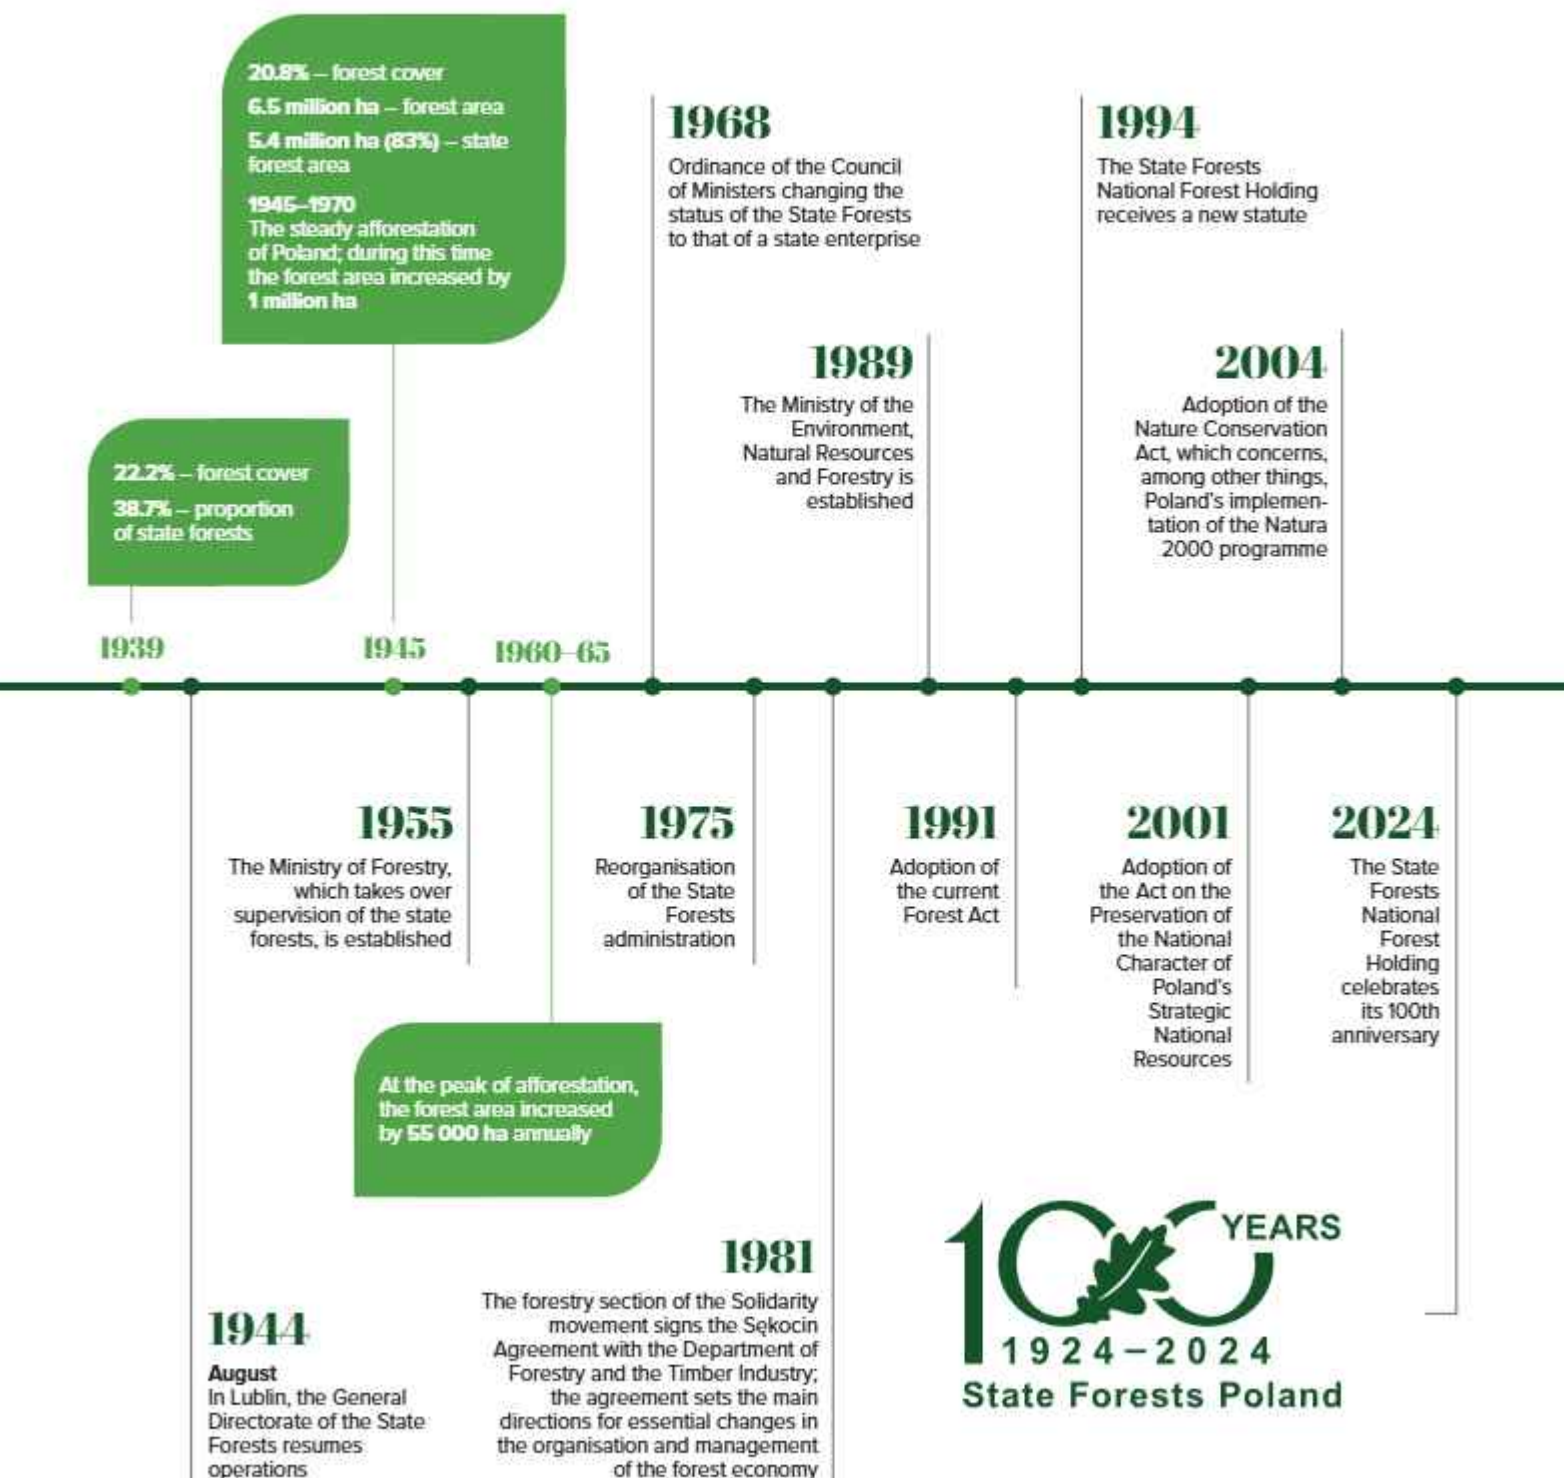 20.8% – forest cover
6.5 million ha – forest area
5.4 million ha (83%) – state
forest area
1945–1970
The steady afforestation
of Poland; during this time
the forest area increased by
1 million ha
1968
Ordinance of the Council
of Ministers changing the
status of the State Forests
to that of a state enterprise
1994
The State Forests
National Forest Holding
receives a new statute
1989
The Ministry of the
Environment,
Natural Resources
and Forestry is
established
2004
Adoption of the
Nature Conservation
Act, which concerns,
among other things,
Poland's implemen-
tation of the Natura
2000 programme
22.2% – forest cover
38.7% – proportion
of state forests
1939
1945
1960–65
1955
The Ministry of Forestry,
which takes over
supervision of the state
forests, is established
1975
Reorganisation
of the State
Forests
administration
1991
Adoption of
the current
Forest Act
2001
Adoption of
the Act on the
Preservation of
the National
Character of
Poland's
Strategic
National
Resources
2024
The State
Forests
National
Forest
Holding
celebrates
its 100th
anniversary
At the peak of afforestation,
the forest area increased
by 55 000 ha annually
1944
August
In Lublin, the General
Directorate of the State
Forests resumes
operations
1981
The forestry section of the Solidarity
movement signs the Sękocin
Agreement with the Department of
Forestry and the Timber Industry;
the agreement sets the main
directions for essential changes in
the organisation and management
of the forest economy
100 YEARS
1924–2024
State Forests Poland